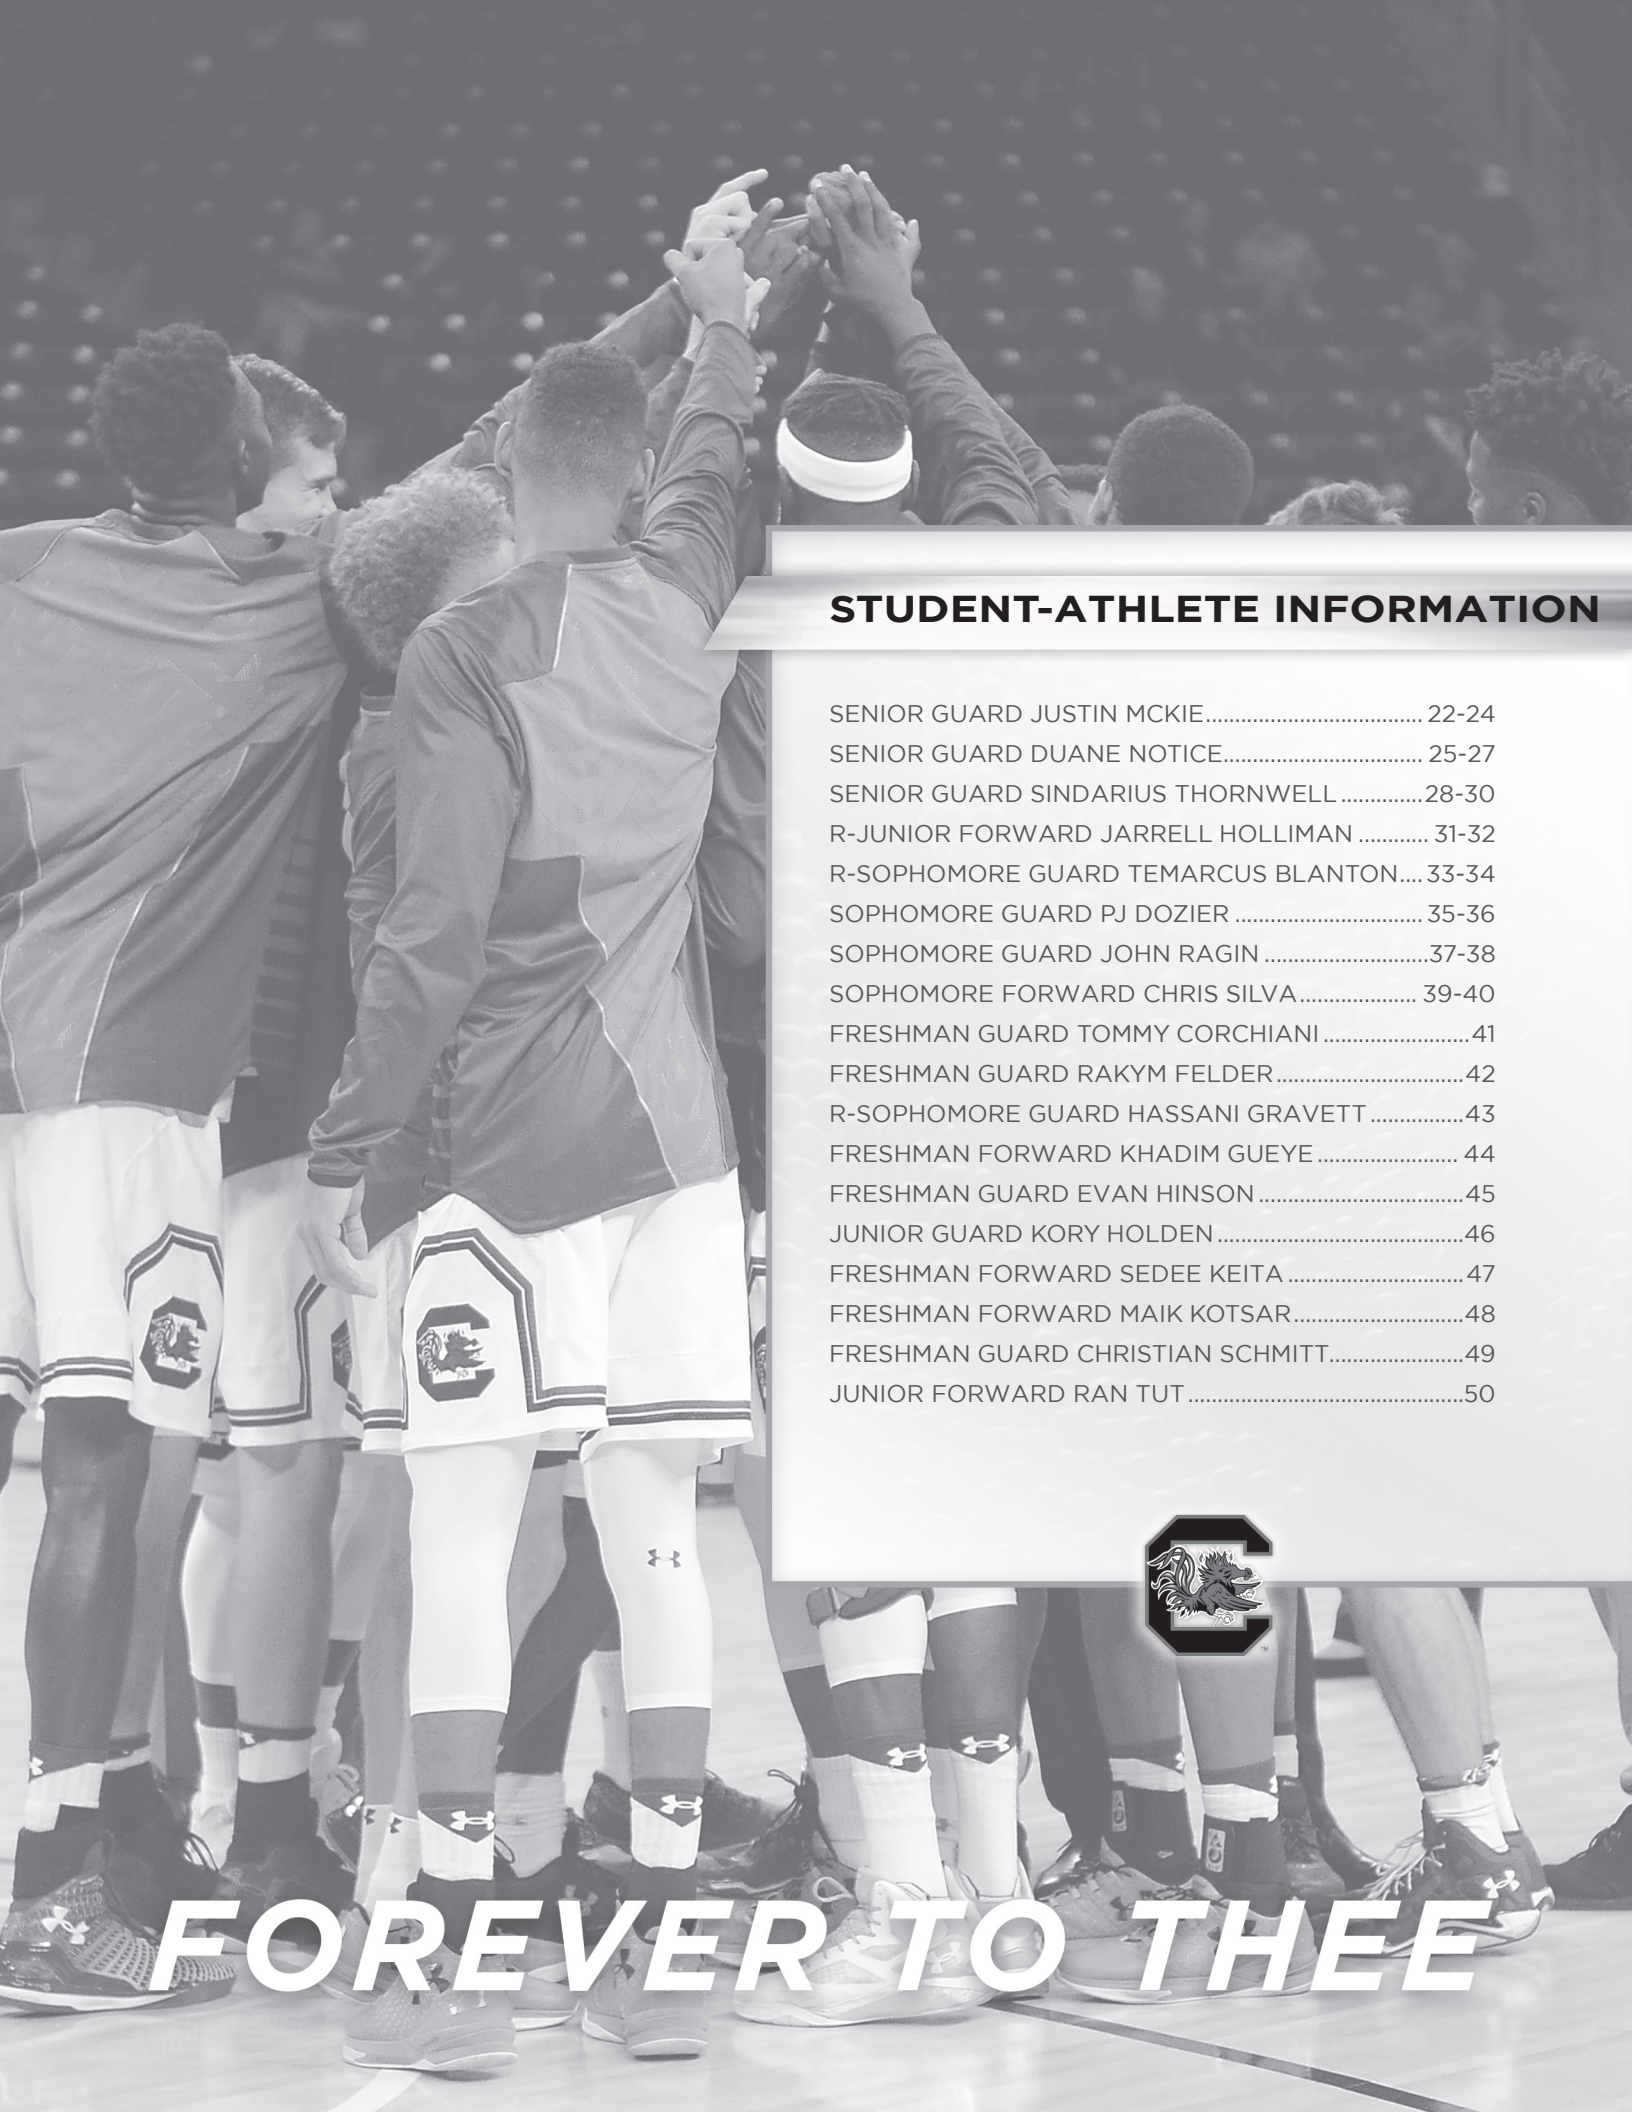 STUDENT-ATHLETE INFORMATION
SENIOR GUARD JUSTIN MCKIE..................................... 22-24
SENIOR GUARD DUANE NOTICE.................................. 25-27
SENIOR GUARD SINDARIUS THORNWELL ..............28-30
R-JUNIOR FORWARD JARRELL HOLLIMAN ............ 31-32
R-SOPHOMORE GUARD TEMARCUS BLANTON.... 33-34
SOPHOMORE GUARD PJ DOZIER ................................ 35-36
SOPHOMORE GUARD JOHN RAGIN ............................37-38
SOPHOMORE FORWARD CHRIS SILVA.................... 39-40
FRESHMAN GUARD TOMMY CORCHIANI .........................41
FRESHMAN GUARD RAKYM FELDER................................42
R-SOPHOMORE GUARD HASSANI GRAVETT ................43
FRESHMAN FORWARD KHADIM GUEYE ........................ 44
FRESHMAN GUARD EVAN HINSON ...................................45
JUNIOR GUARD KORY HOLDEN ..........................................46
FRESHMAN FORWARD SEDEE KEITA ..............................47
FRESHMAN FORWARD MAIK KOTSAR.............................48
FRESHMAN GUARD CHRISTIAN SCHMITT.......................49
JUNIOR FORWARD RAN TUT ...............................................50
C
TM
FOREVER TO THEE